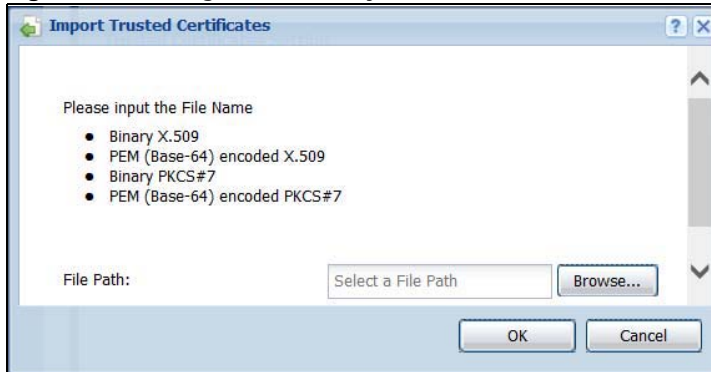 Import Trusted Certificates
Please input the File Name
● Binary X.509
● PEM (Base-64) encoded X.509
● Binary PKCS#7
● PEM (Base-64) encoded PKCS#7
File Path: Select a File Path Browse...
OK Cancel